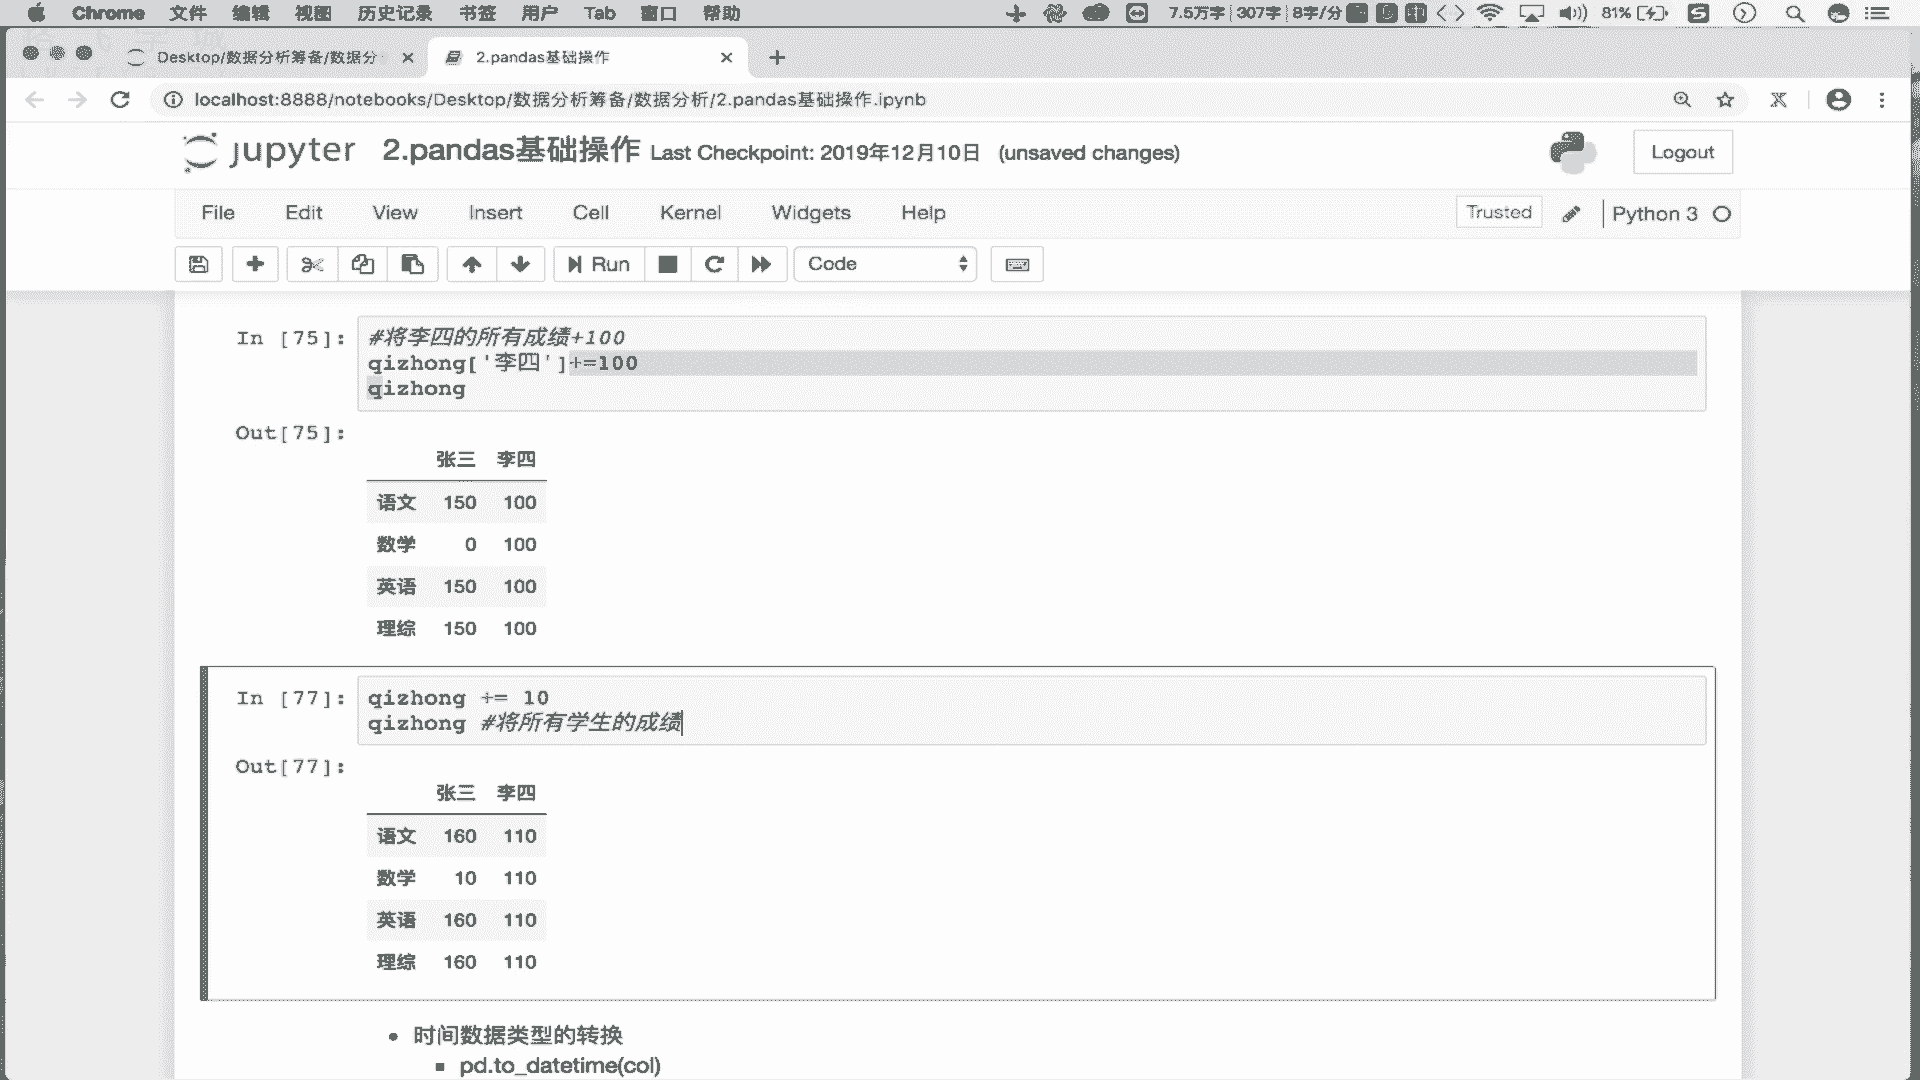 Chrome 文件 编辑 视图 历史记录 书签 用户 Tab 窗口 帮助 7.5万字 307字 8字/分 81%
Desktop/数据分析筹备/数据分
2.pandas基础操作
localhost:8888/notebooks/Desktop/数据分析筹备/数据分析/2.pandas基础操作.ipynb
jupyter 2.pandas基础操作 Last Checkpoint: 2019年12月10日 (unsaved changes) Logout
File Edit View Insert Cell Kernel Widgets Help Trusted Python 3
Run Code
In [75]: #将李四的所有成绩+100
qizhong['李四']+=100
qizhong
Out[75]:
张三 李四
语文 150 100
数学 0 100
英语 150 100
理综 150 100
In [77]: qizhong += 10
qizhong #将所有学生的成绩
Out[77]:
张三 李四
语文 160 110
数学 10 110
英语 160 110
理综 160 110
时间数据类型的转换
pd.to_datetime(col)